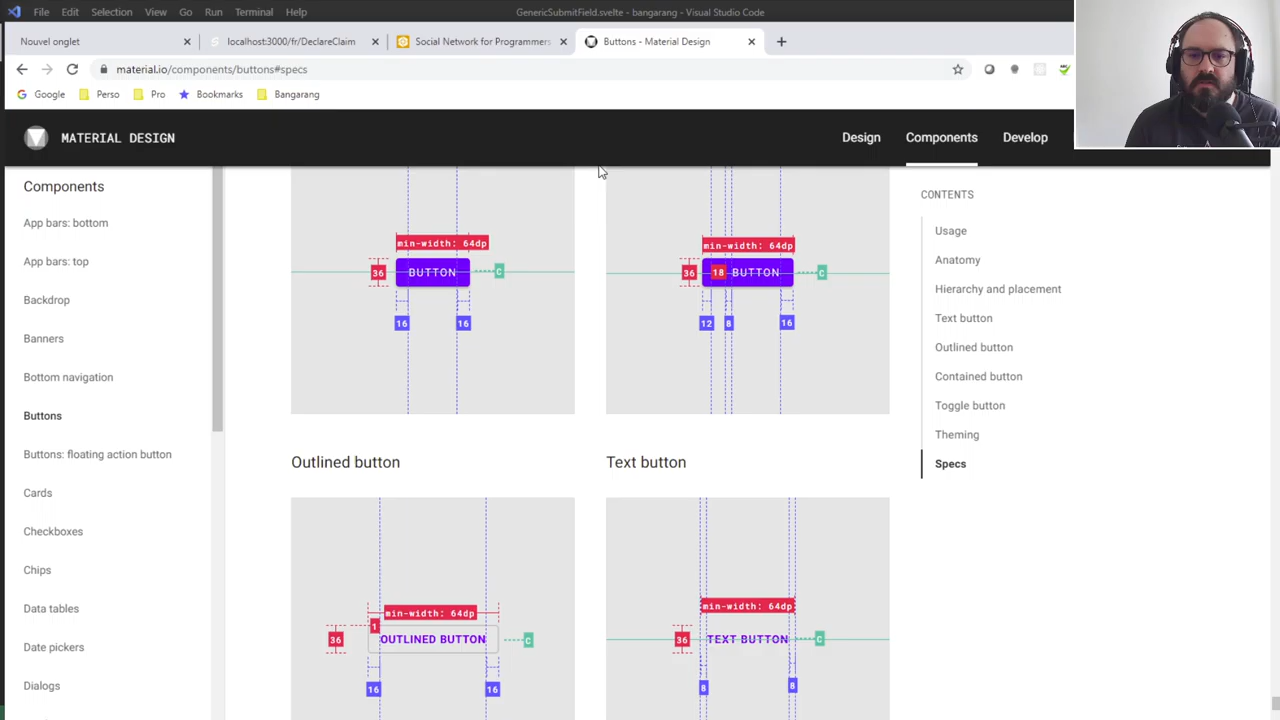 File Edit Selection View Go Run Terminal Help
GenericSubmitField.svelte - bangarang - Visual Studio Code
Nouvel onglet
localhost:3000/fr/DeclareClaim
Social Network for Programmers
Buttons - Material Design
material.io/components/buttons#specs
Google Perso Pro Bookmarks Bangarang
MATERIAL DESIGN
Design Components Develop
Components
App bars: bottom
App bars: top
Backdrop
Banners
Bottom navigation
Buttons
Buttons: floating action button
Cards
Checkboxes
Chips
Data tables
Date pickers
Dialogs
min-width: 64dp
36 BUTTON C
16 16
min-width: 64dp
36 18 BUTTON C
12 8 16
Outlined button
Text button
min-width: 64dp
1
36 OUTLINED BUTTON C
16 16
min-width: 64dp
36 TEXT BUTTON C
8 8
CONTENTS
Usage
Anatomy
Hierarchy and placement
Text button
Outlined button
Contained button
Toggle button
Theming
Specs